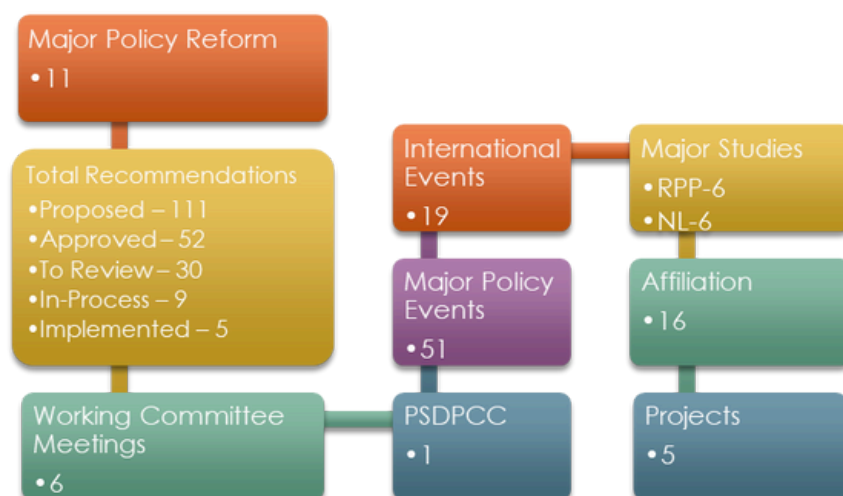 Major Policy Reform
•11
Total Recommendations
•Proposed – 111
•Approved – 52
•To Review – 30
•In-Process – 9
•Implemented – 5
Working Committee
Meetings
•6
PSDPCC
•1
Major Policy
Events
•51
International
Events
•19
Major Studies
•RPP-6
•NL-6
Affiliation
•16
Projects
•5